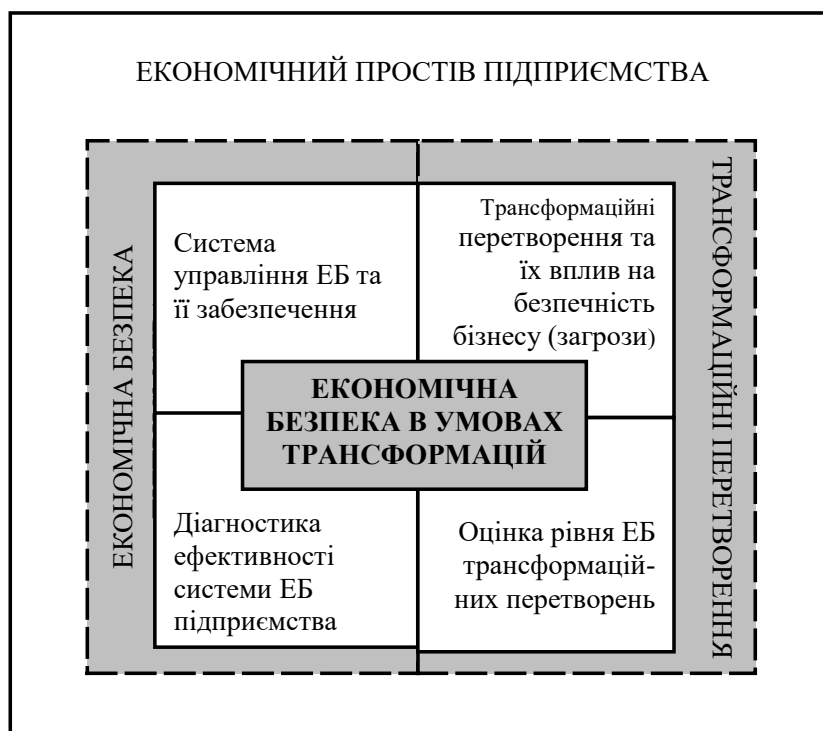 ЕКОНОМІЧНИЙ ПРОСТІВ ПІДПРИЄМСТВА
ЕКОНОМІЧНА БЕЗПЕКА
Система
управління ЕБ та
її забезпечення
Трансформаційні
перетворення та
їх вплив на
безпечність
бізнесу (загрози)
ЕКОНОМІЧНА
БЕЗПЕКА В УМОВАХ
ТРАНСФОРМАЦІЙ
Діагностика
ефективності
системи ЕБ
підприємства
Оцінка рівня ЕБ
трансформацій-
них перетворень
ТРАНСФОРМАЦІЙНІ ПЕРЕТВОРЕННЯ